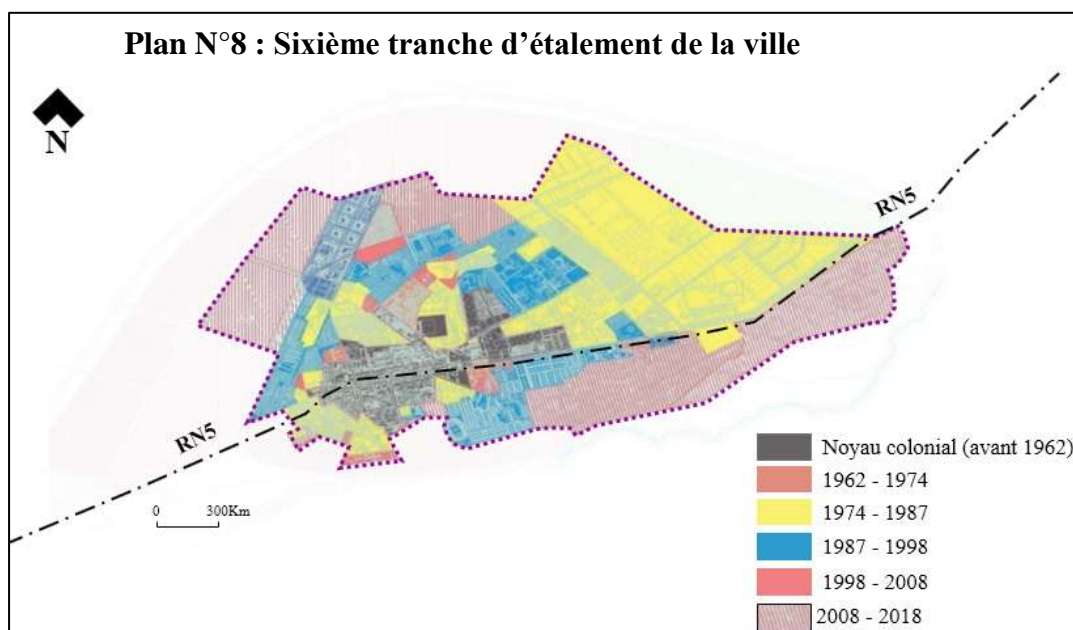 Plan N°8 : Sixième tranche d'étalement de la ville
N
RN5
RN5
0 300Km
Noyau colonial (avant 1962)
1962 - 1974
1974 - 1987
1987 - 1998
1998 - 2008
2008 - 2018